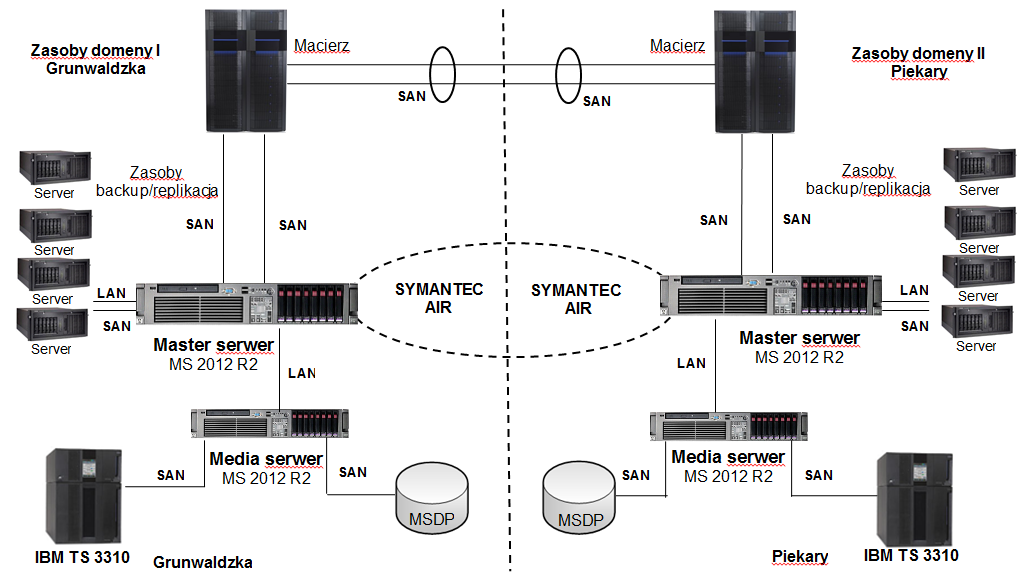 Zasoby domeny I
Grunwaldzka
Macierz
SAN
Zasoby
backup/replikacja
SAN
SAN
Server
Server
Server
Server
LAN
SAN
SYMANTEC
AIR
Master serwer
MS 2012 R2
LAN
Media serwer
MS 2012 R2
SAN
SAN
MSDP
IBM TS 3310
Grunwaldzka
Macierz
Zasoby domeny II
Piekary
SAN
Zasoby
backup/replikacja
SAN
SAN
Server
Server
Server
Server
LAN
SAN
SYMANTEC
AIR
Master serwer
MS 2012 R2
LAN
Media serwer
MS 2012 R2
SAN
SAN
MSDP
Piekary
IBM TS 3310